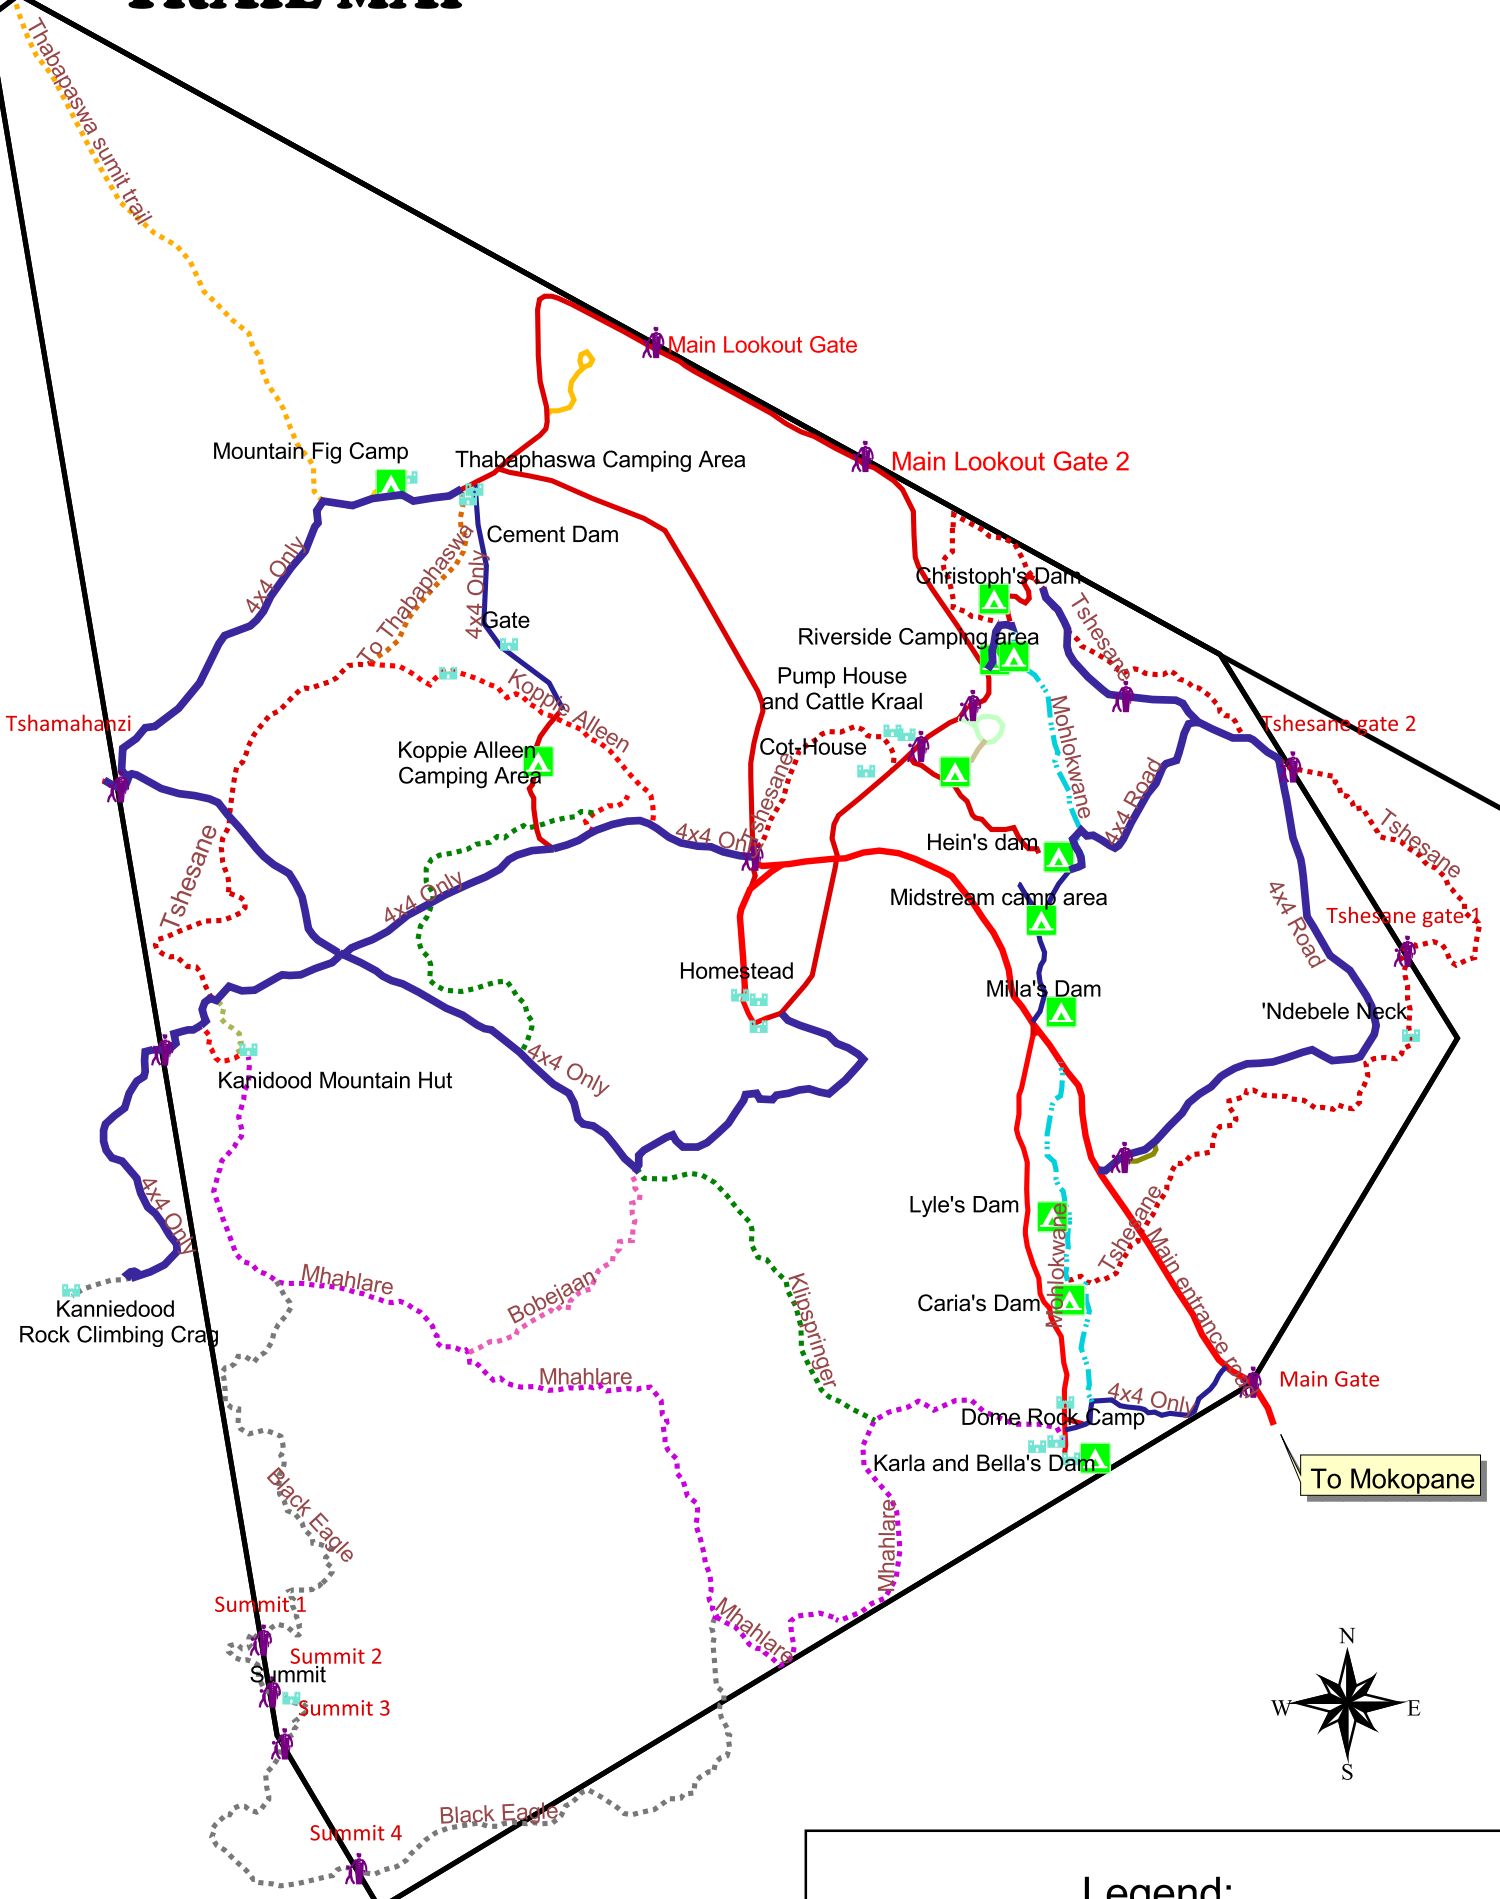 TRAIL MAP
Thabapaswa sumit trail
Main Lookout Gate
Mountain Fig Camp
Thabaphaswa Camping Area
Main Lookout Gate 2
Cement Dam
4x4 Only
To Thabaphaswa
4x4 Only
Gate
Christoph's Dam
Tshesane
Riverside Camping area
Pump House
and Cattle Kraal
Mohlokwane
Koppie Alleen
Tshamahanzi
Tshesane gate 2
Koppie Alleen
Camping Area
Cot-House
Tshesane
4x4 Road
Tshesane
4x4 Only
Hein's dam
Tshesane
4x4 Only
Midstream camp area
4x4 Road
Tshesane gate 1
Homestead
Milla's Dam
'Ndebele Neck
Kanidood Mountain Hut
4x4 Only
4x4 Only
Lyle's Dam
Mohlokwane
Tshesane
Main entrance road
Mhahlare
Bobejaan
Klipspringer
Caria's Dam
Kanniedood
Rock Climbing Crag
Mhahlare
Main Gate
4x4 Only
Dome Rock Camp
Karla and Bella's Dam
To Mokopane
Black Eagle
Mhahlare
Summit 1
Mhahlare
Summit 2
Summit
Summit 3
N
W
E
S
Black Eagle
Summit 4
Legend: